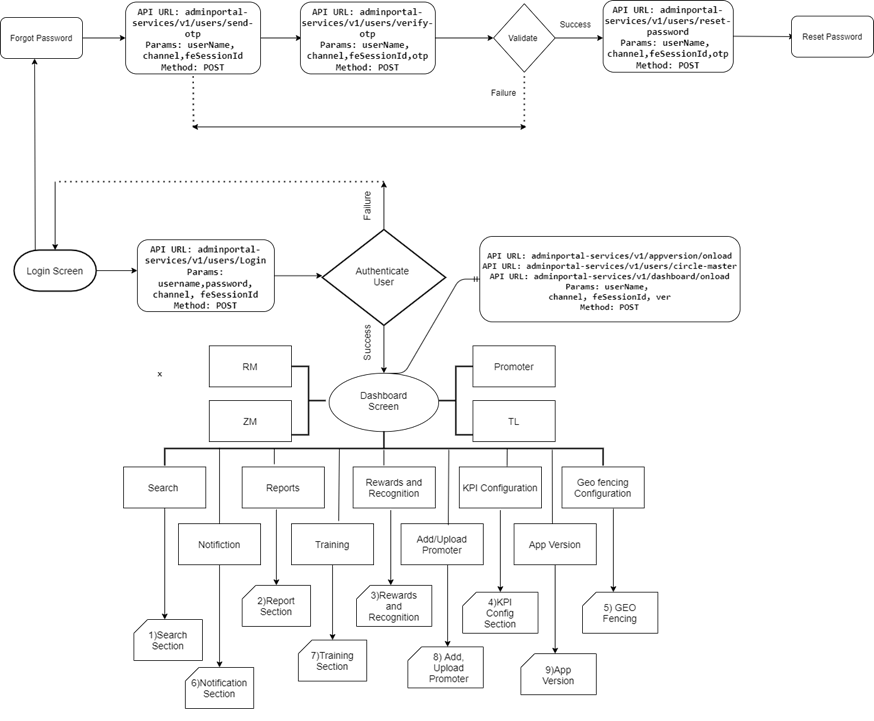 Forgot Password
API URL: adminportal-
services/v1/users/send-
otp
Params: userName,
channel,feSessionId
Method: POST
API URL: adminportal-
services/v1/users/verify-
otp
Params: userName,
channel,feSessionId,otp
Method: POST
Validate
Success
Failure
API URL: adminportal-
services/v1/users/reset-
password
Params: userName,
channel,feSessionId,otp
Method: POST
Reset Password
Login Screen
API URL: adminportal-
services/v1/users/Login
Params:
username,password,
channel, feSessionId
Method: POST
Failure
Authenticate
User
Success
API URL: adminportal-services/v1/appversion/onload
API URL: adminportal-services/v1/users/circle-master
API URL: adminportal-services/v1/dashboard/onload
Params: userName,
channel, feSessionId, ver
Method: POST
x
RM
ZM
Dashboard
Screen
Promoter
TL
Search
Reports
Rewards and
Recognition
KPI Configuration
Geo fencing
Configuration
Notifiction
Training
Add/Upload
Promoter
App Version
1)Search
Section
2)Report
Section
3)Rewards
and
Recognition
4)KPI
Config
Section
5) GEO
Fencing
6)Notification
Section
7)Training
Section
8) Add,
Upload
Promoter
9)App
Version